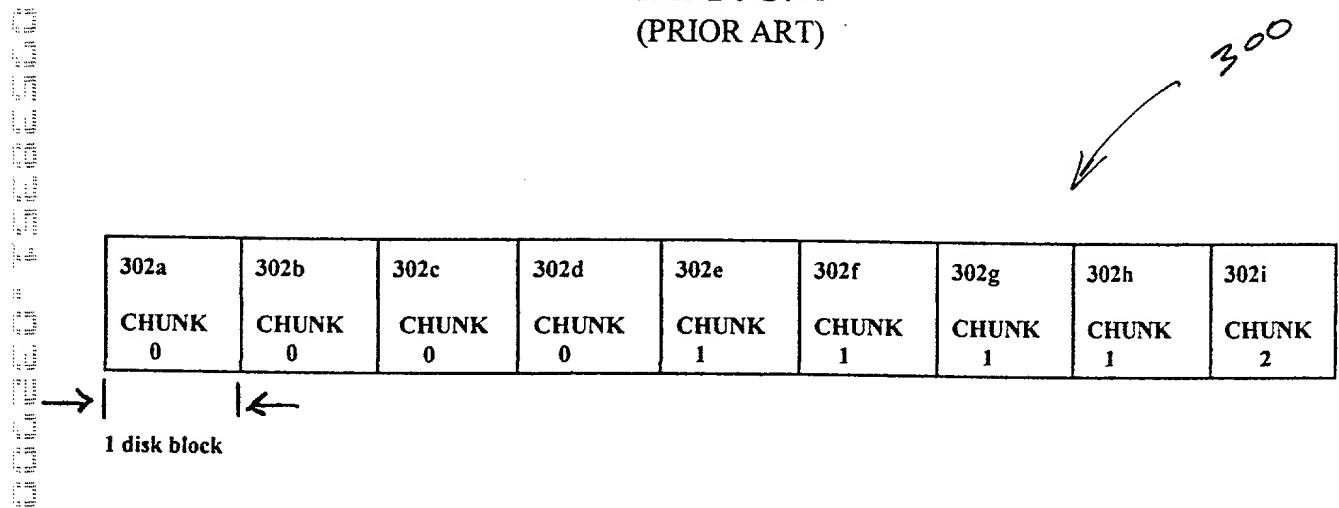 (PRIOR ART)
300
302a 302b 302c 302d 302e 302f 302g 302h 302i
CHUNK CHUNK CHUNK CHUNK CHUNK CHUNK CHUNK CHUNK CHUNK
0 0 0 0 1 1 1 1 2
1 disk block